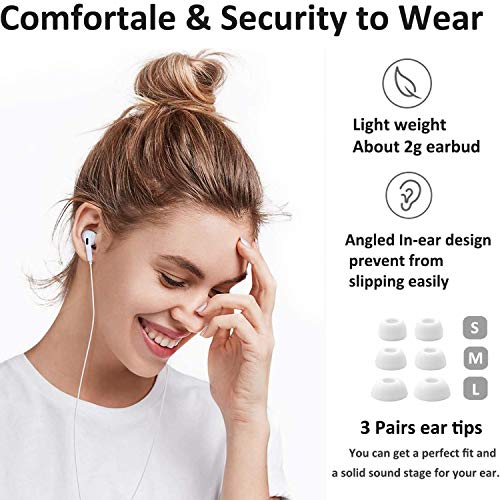 Comfortale & Security to Wear
Light weight
About 2g earbud
Angled In-ear design
prevent from
slipping easily
S
M
L
3 Pairs ear tips
You can get a perfect fit and
a solid sound stage for your ear.